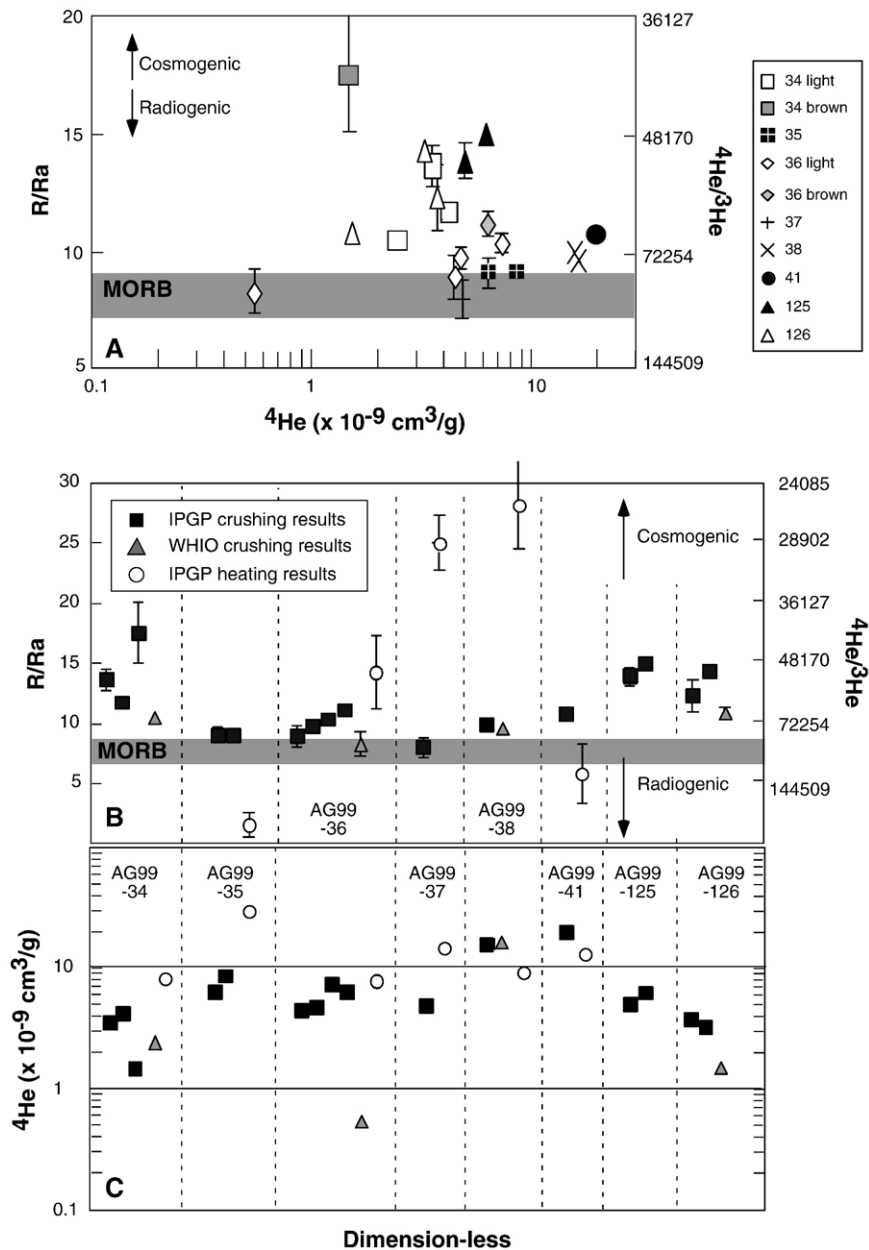 20
15
10
5
R/Ra
Cosmogenic
Radiogenic
MORB
A
36127
48170
72254
144509
4He/3He
0.1
1
10
4He (x 10-9 cm3/g)
34 light
34 brown
35
36 light
36 brown
37
38
41
125
126
30
25
20
15
10
5
R/Ra
IPGP crushing results
WHIO crushing results
IPGP heating results
Cosmogenic
MORB
Radiogenic
B
AG99
-36
AG99
-38
24085
28902
36127
48170
72254
144509
4He/3He
AG99
-34
AG99
-35
AG99
-37
AG99
-41
AG99
-125
AG99
-126
10
1
0.1
4He (x 10-9 cm3/g)
C
Dimension-less